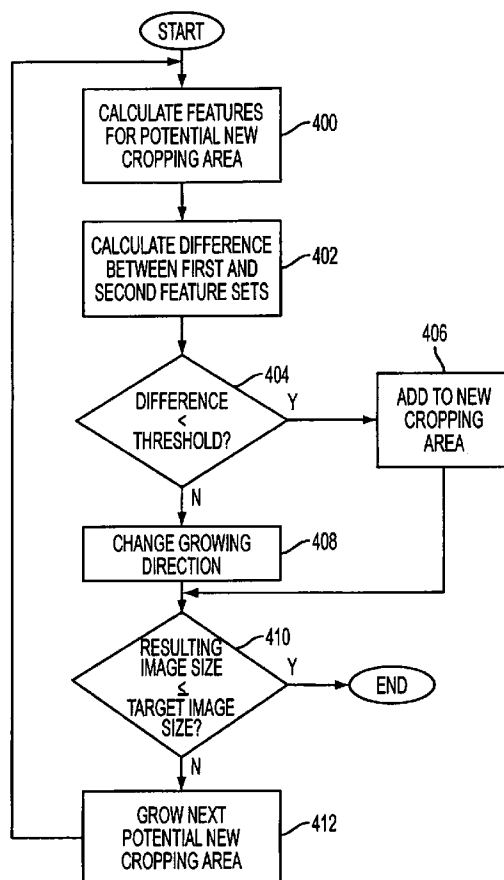 START
CALCULATE FEATURES
FOR POTENTIAL NEW
CROPPING AREA
400
CALCULATE DIFFERENCE
BETWEEN FIRST AND
SECOND FEATURE SETS
402
404
DIFFERENCE
<
THRESHOLD?
Y
N
406
ADD TO NEW
CROPPING
AREA
CHANGE GROWING
DIRECTION
408
410
RESULTING
IMAGE SIZE
≤
TARGET IMAGE
SIZE?
Y
END
N
GROW NEXT
POTENTIAL NEW
CROPPING AREA
412